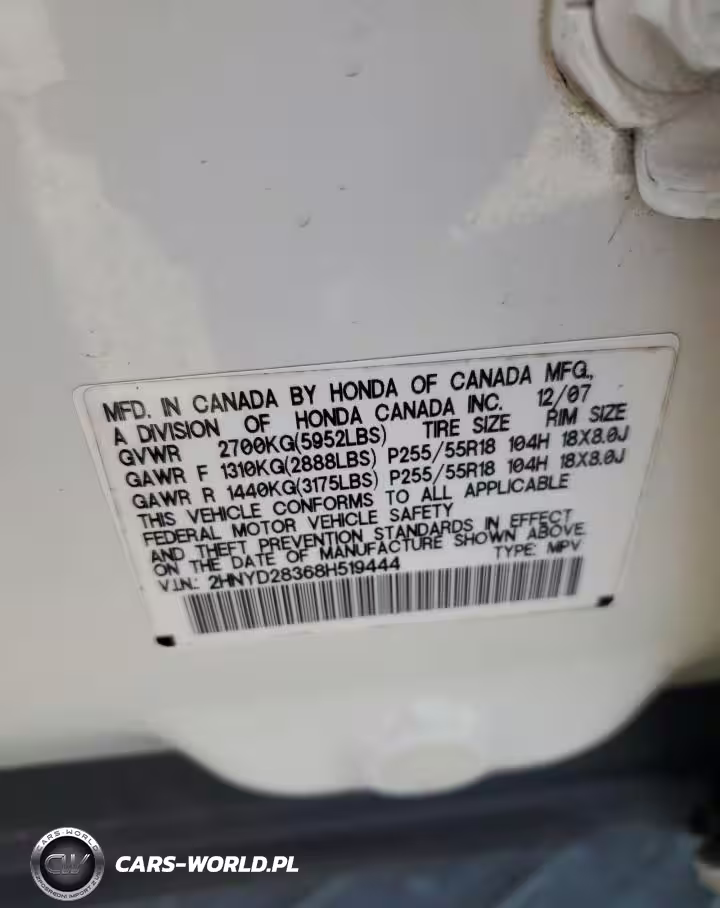 MFD. IN CANADA BY HONDA OF CANADA MFG.,
A DIVISION OF HONDA CANADA INC. 12/07
GVWR 2700KG(5952LBS) TIRE SIZE RIM SIZE
GAWR F 1310KG(2888LBS) P255/55R18 104H 18X8.0J
GAWR R 1440KG(3175LBS) P255/55R18 104H 18X8.0J
THIS VEHICLE CONFORMS TO ALL APPLICABLE
FEDERAL MOTOR VEHICLE SAFETY
AND THEFT PREVENTION STANDARDS IN EFFECT
ON THE DATE OF MANUFACTURE SHOWN ABOVE.
V.I.N.: 2HNYD28368H519444 TYPE: MPV
CARS-WORLD
CW
CARS-WORLD.PL